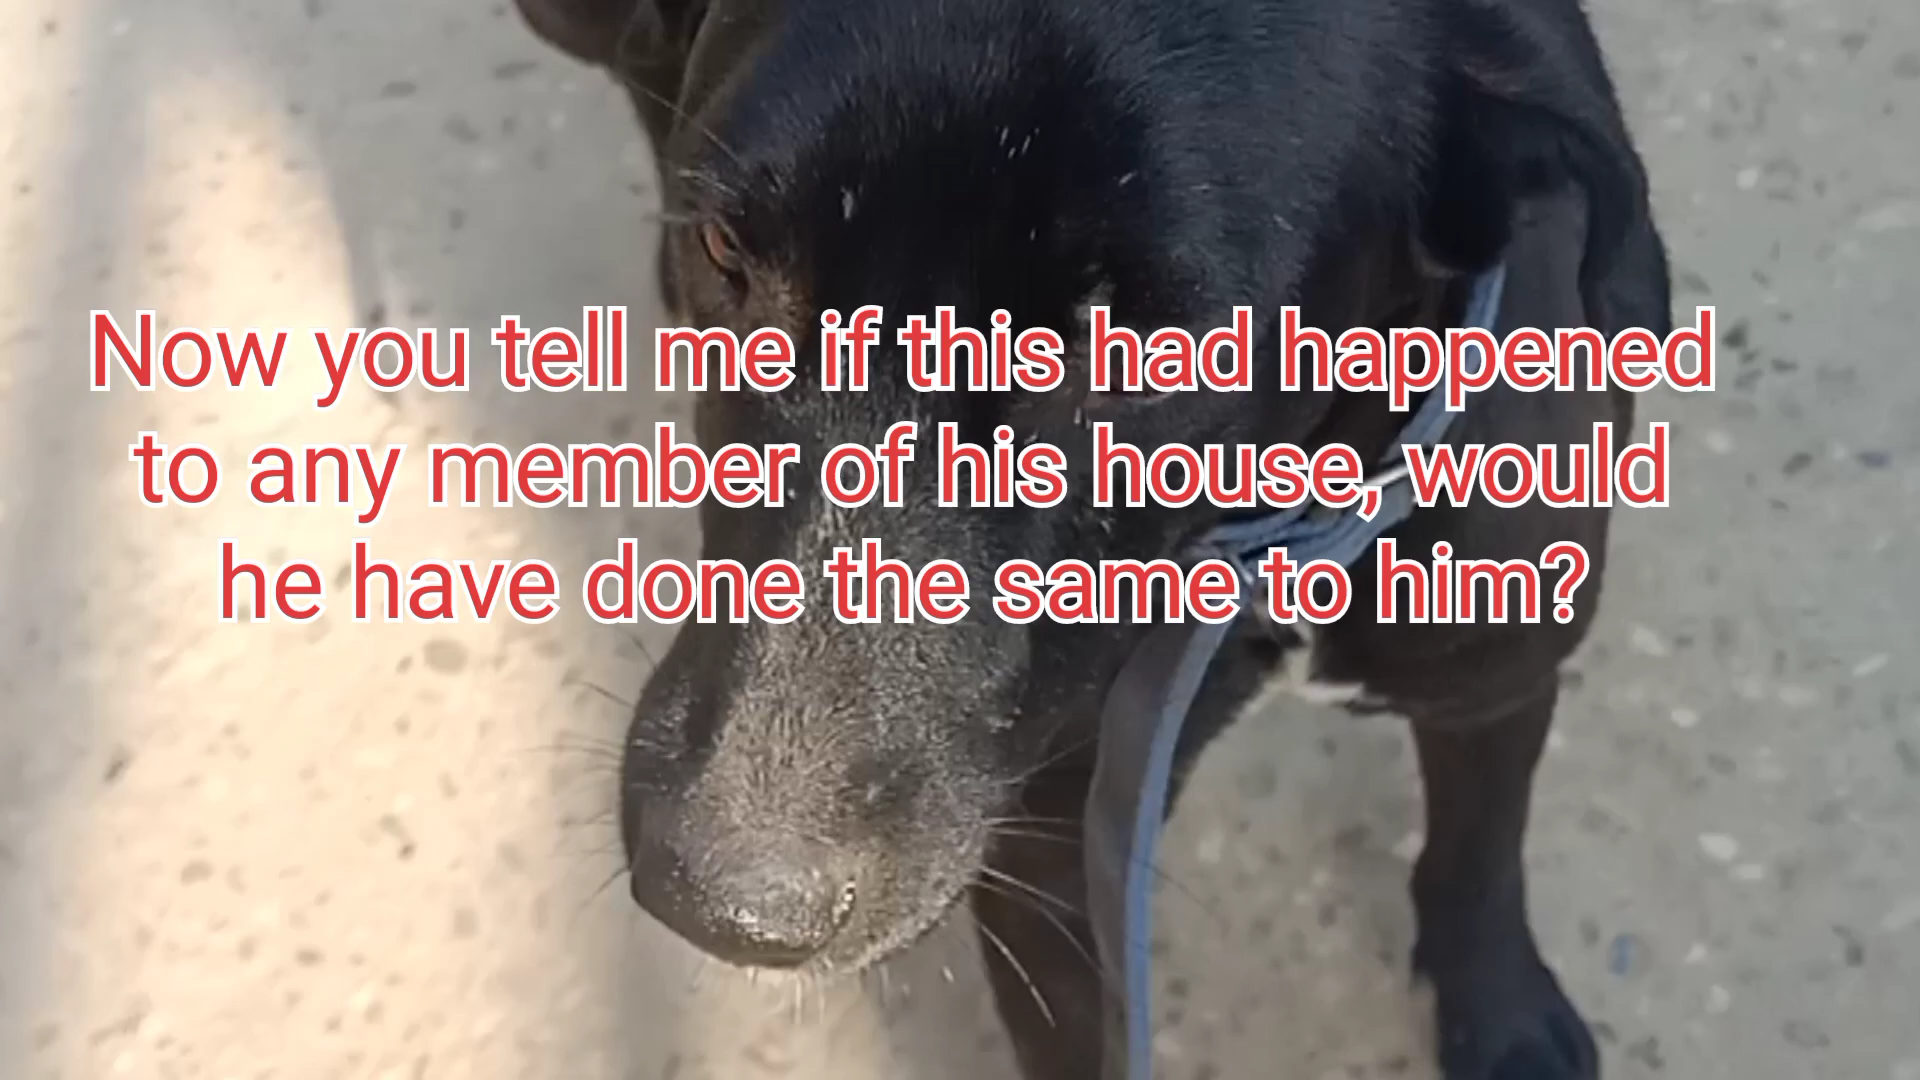 Now you tell me if this had happened
to any member of his house, would
he have done the same to him?